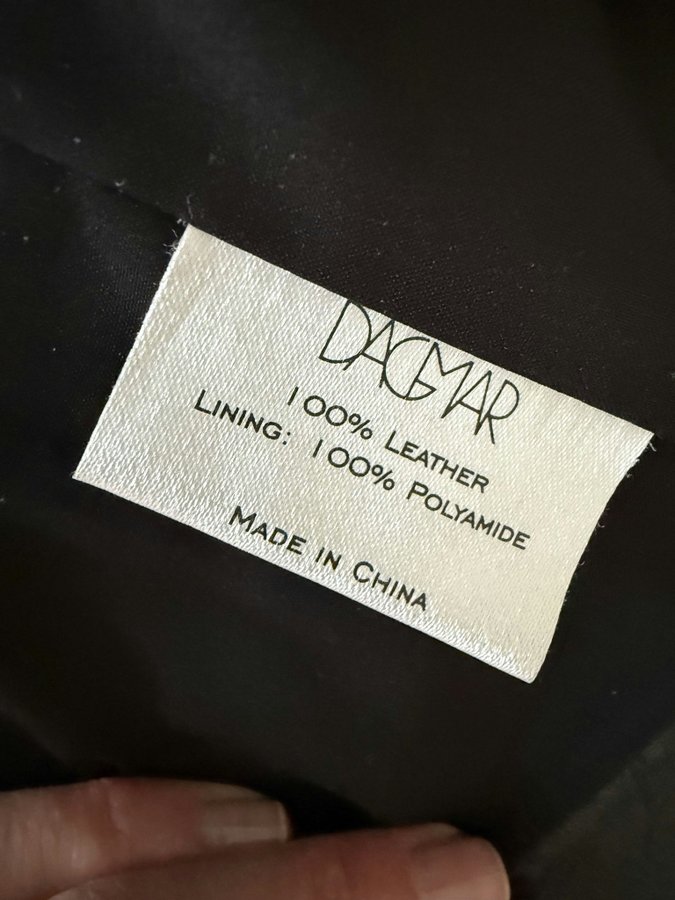 DAGMAR
100% LEATHER
LINING: 100% POLYAMIDE
MADE IN CHINA